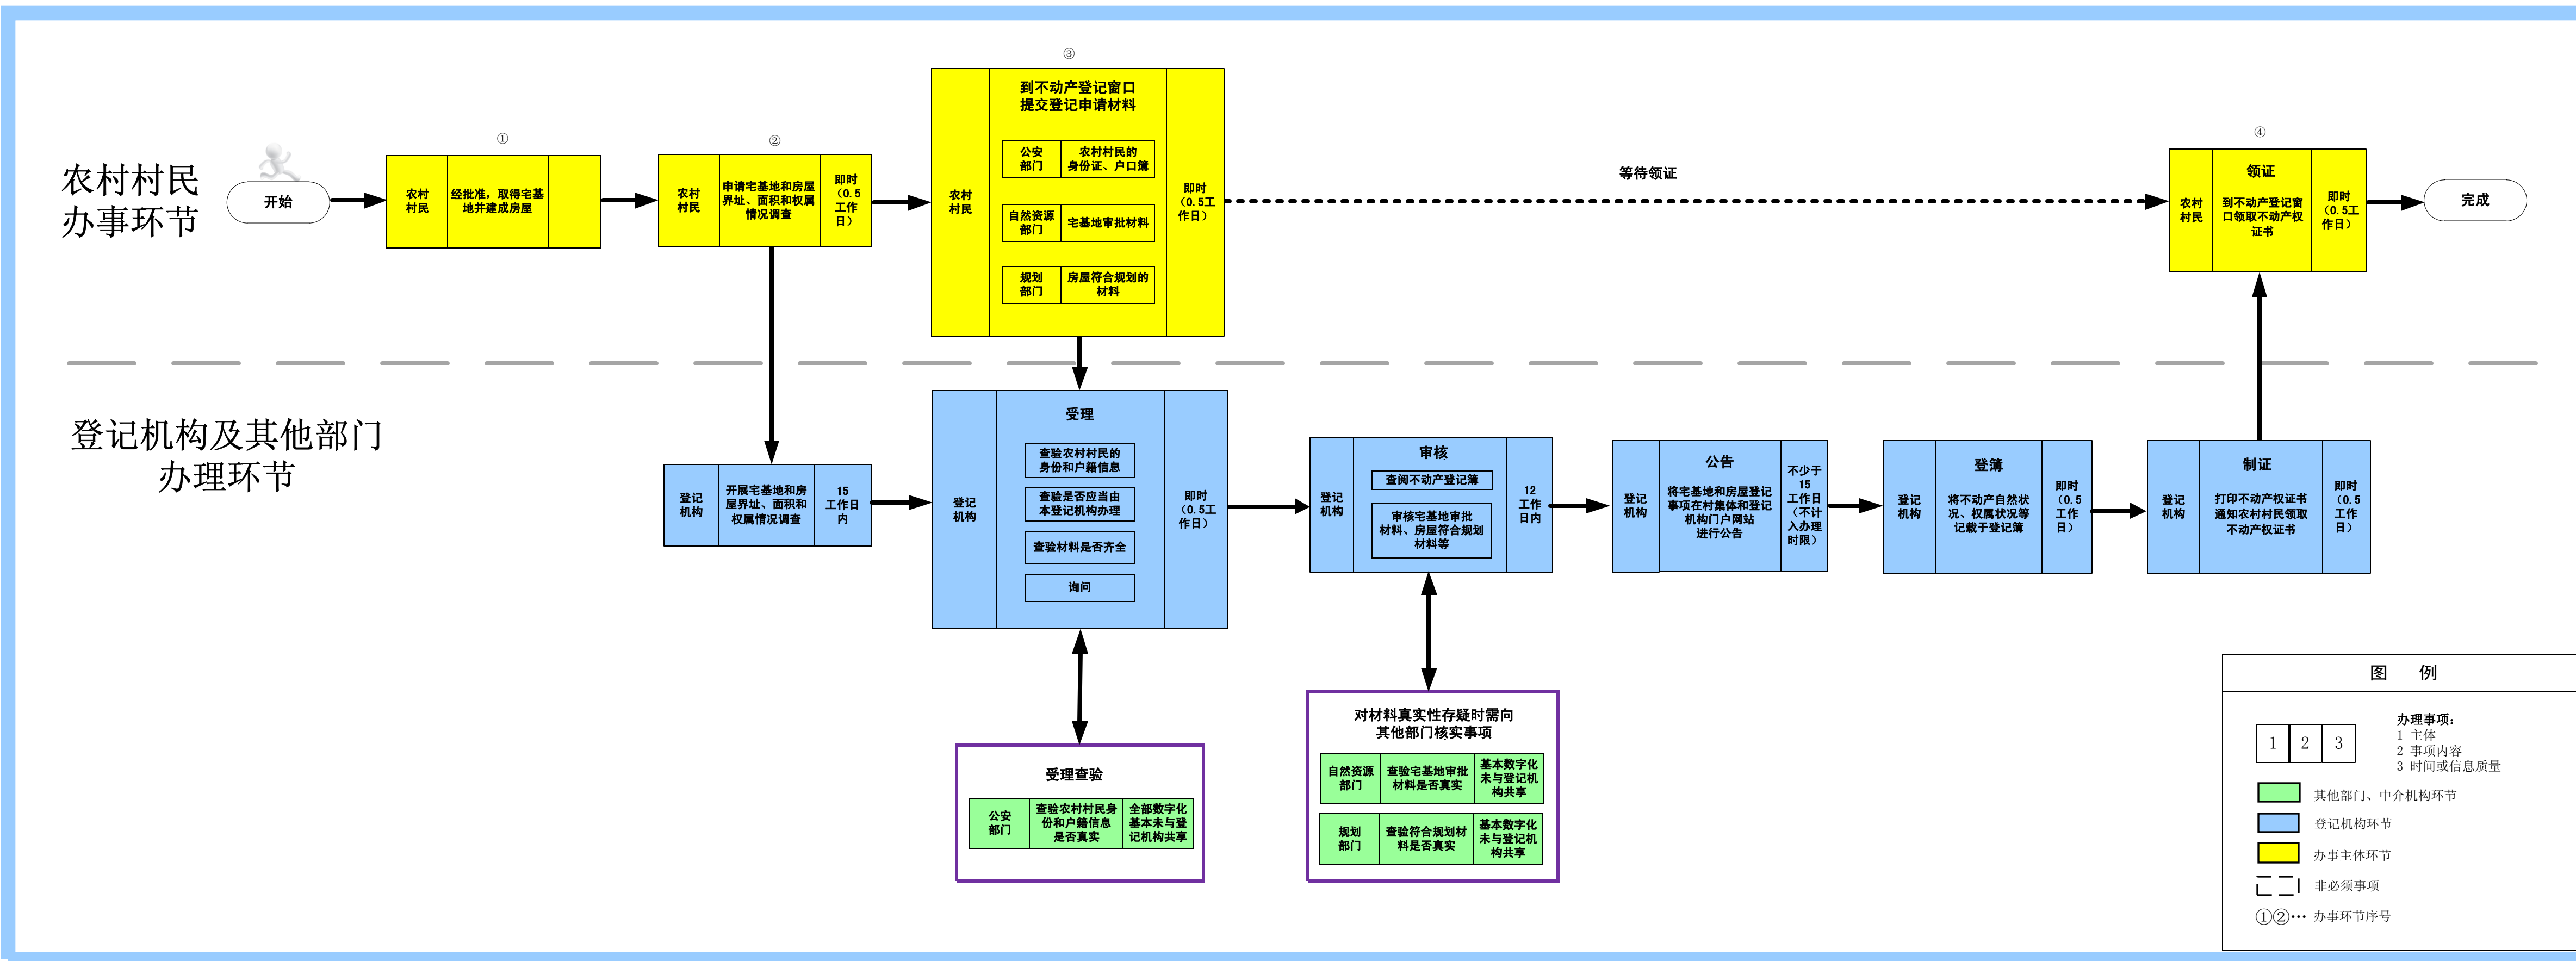 农村村民
办事环节
开始
①
农村
村民
经批准，取得宅基
地并建成房屋
②
农村
村民
申请宅基地和房屋
界址、面积和权属
情况调查
即时
（0.5
工作
日）
③
农村
村民
到不动产登记窗口
提交登记申请材料
公安
部门
农村村民的
身份证、户口簿
自然资源
部门
宅基地审批材料
规划
部门
房屋符合规划的
材料
即时
（0.5工
作日）
等待领证
④
农村
村民
领证
到不动产登记窗
口领取不动产权
证书
即时
（0.5工
作日）
完成
登记机构及其他部门
办理环节
登记
机构
开展宅基地和房
屋界址、面积和
权属情况调查
15
工作日
内
登记
机构
受理
查验农村村民的
身份和户籍信息
查验是否应当由
本登记机构办理
查验材料是否齐全
询问
即时
（0.5工
作日）
登记
机构
审核
查阅不动产登记簿
审核宅基地审批
材料、房屋符合规划
材料等
12
工作
日内
登记
机构
公告
将宅基地和房屋登记
事项在村集体和登记
机构门户网站
进行公告
不少于
15
工作日
（不计
入办理
时限）
登记
机构
登簿
将不动产自然状
况、权属状况等
记载于登记簿
即时
（0.5
工作
日）
登记
机构
制证
打印不动产权证书
通知农村村民领取
不动产权证书
即时
（0.5
工作
日）
受理查验
公安
部门
查验农村村民身
份和户籍信息
是否真实
全部数字化
基本未与登
记机构共享
对材料真实性存疑时需向
其他部门核实事项
自然资源
部门
查验宅基地审批
材料是否真实
基本数字化
未与登记机
构共享
规划
部门
查验符合规划材
料是否真实
基本数字化
未与登记机
构共享
图 例
1 2 3
办理事项：
1 主体
2 事项内容
3 时间或信息质量
其他部门、中介机构环节
登记机构环节
办事主体环节
非必须事项
①②… 办事环节序号